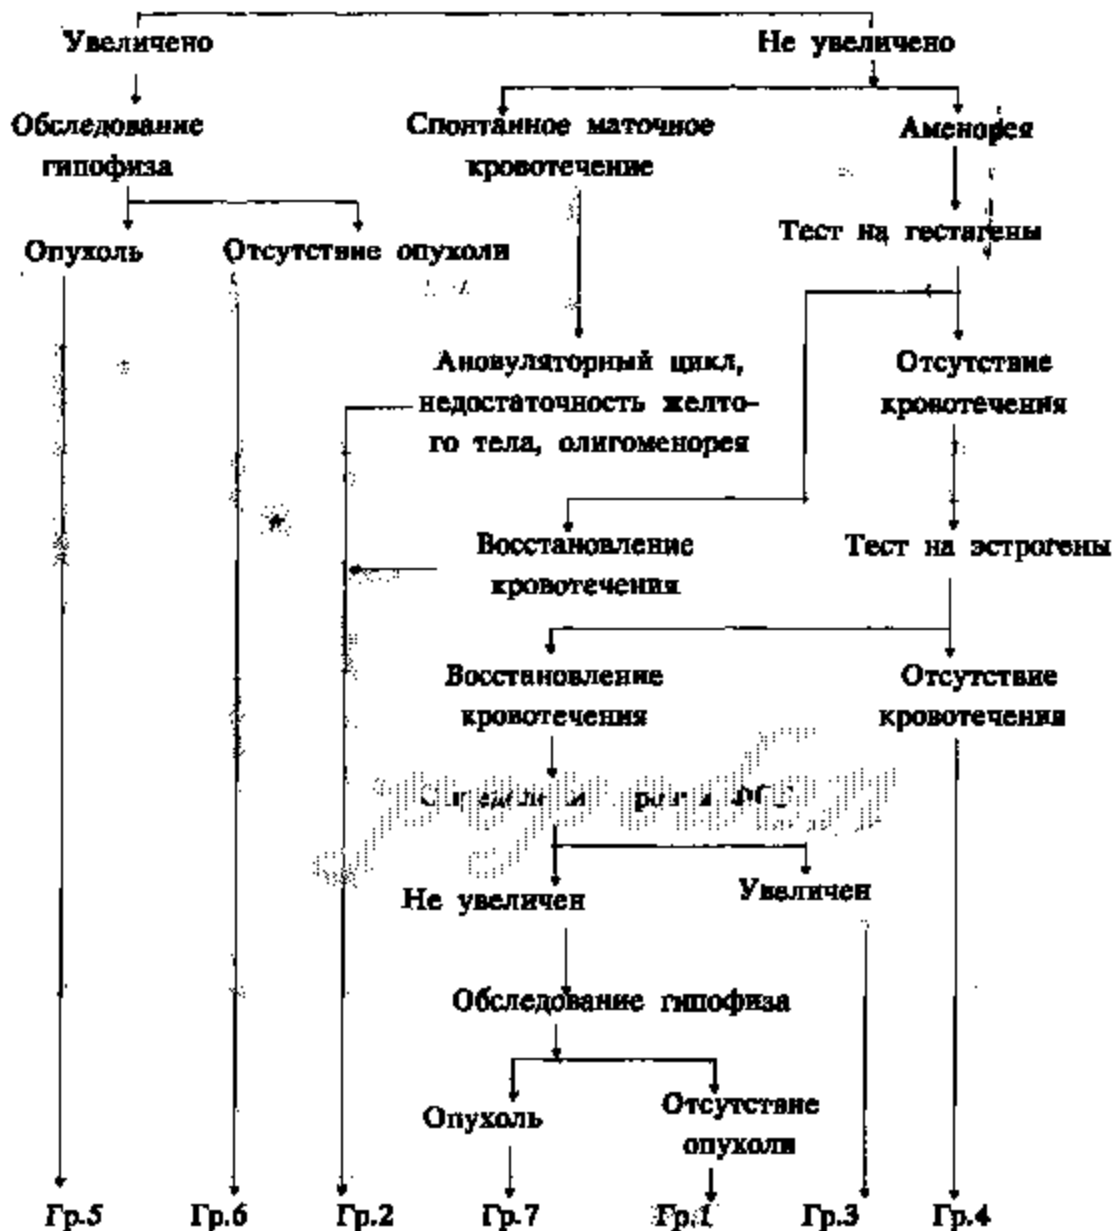 Увеличено
Не увеличено
Обследование
гипофиза
Спонтанное маточное
кровотечение
Аменорея
Тест на гестагены
Опухоль
Отсутствие опухоли
Ановуляторный цикл,
недостаточность желто-
го тела, олигоменорея
Отсутствие
кровотечения
Восстановление
кровотечения
Тест на эстрогены
Восстановление
кровотечения
Отсутствие
кровотечения
Не увеличен
Увеличен
Обследование гипофиза
Опухоль
Отсутствие
опухоли
Гр.5 Гр.6 Гр.2 Гр.7 Гр.1 Гр.3 Гр.4